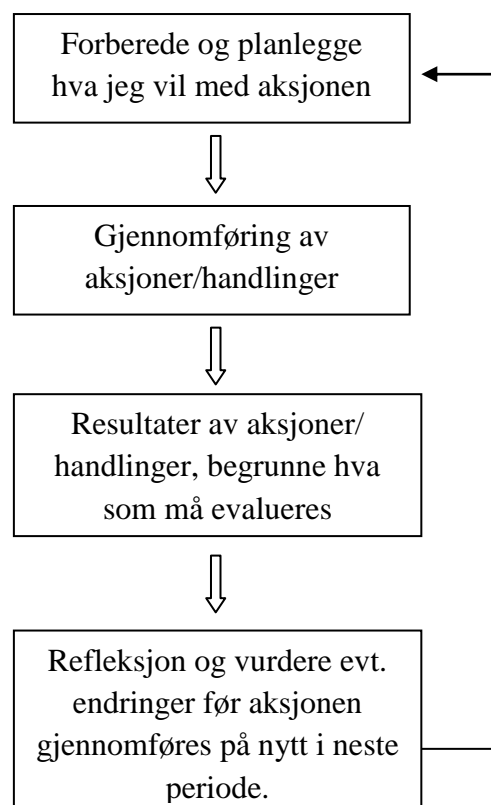 Forberede og planlegge
hva jeg vil med aksjonen
Gjennomføring av
aksjoner/handlinger
Resultater av aksjoner/
handlinger, begrunne hva
som må evalueres
Refleksjon og vurdere evt.
endringer før aksjonen
gjennomføres på nytt i neste
periode.